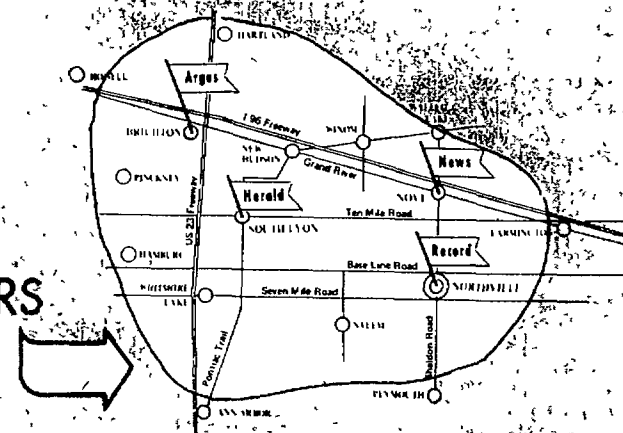 HARTLAND
HOWELL
Argus
I 96 Freeway
BRIGHTON
WIXOM
NEW
HUDSON
Grand River
News
PINCKNEY
Herald
NOVI
US 23 Freeway
Ten Mile Road
SOUTH LYON
FARMINGTON
Record
HAMBURG
Base Line Road
WHITMORE
LAKE
Seven Mile Road
NORTHVILLE
RS
SALEM
Pontiac Trail
Sheldon Road
PLYMOUTH
ANN ARBOR